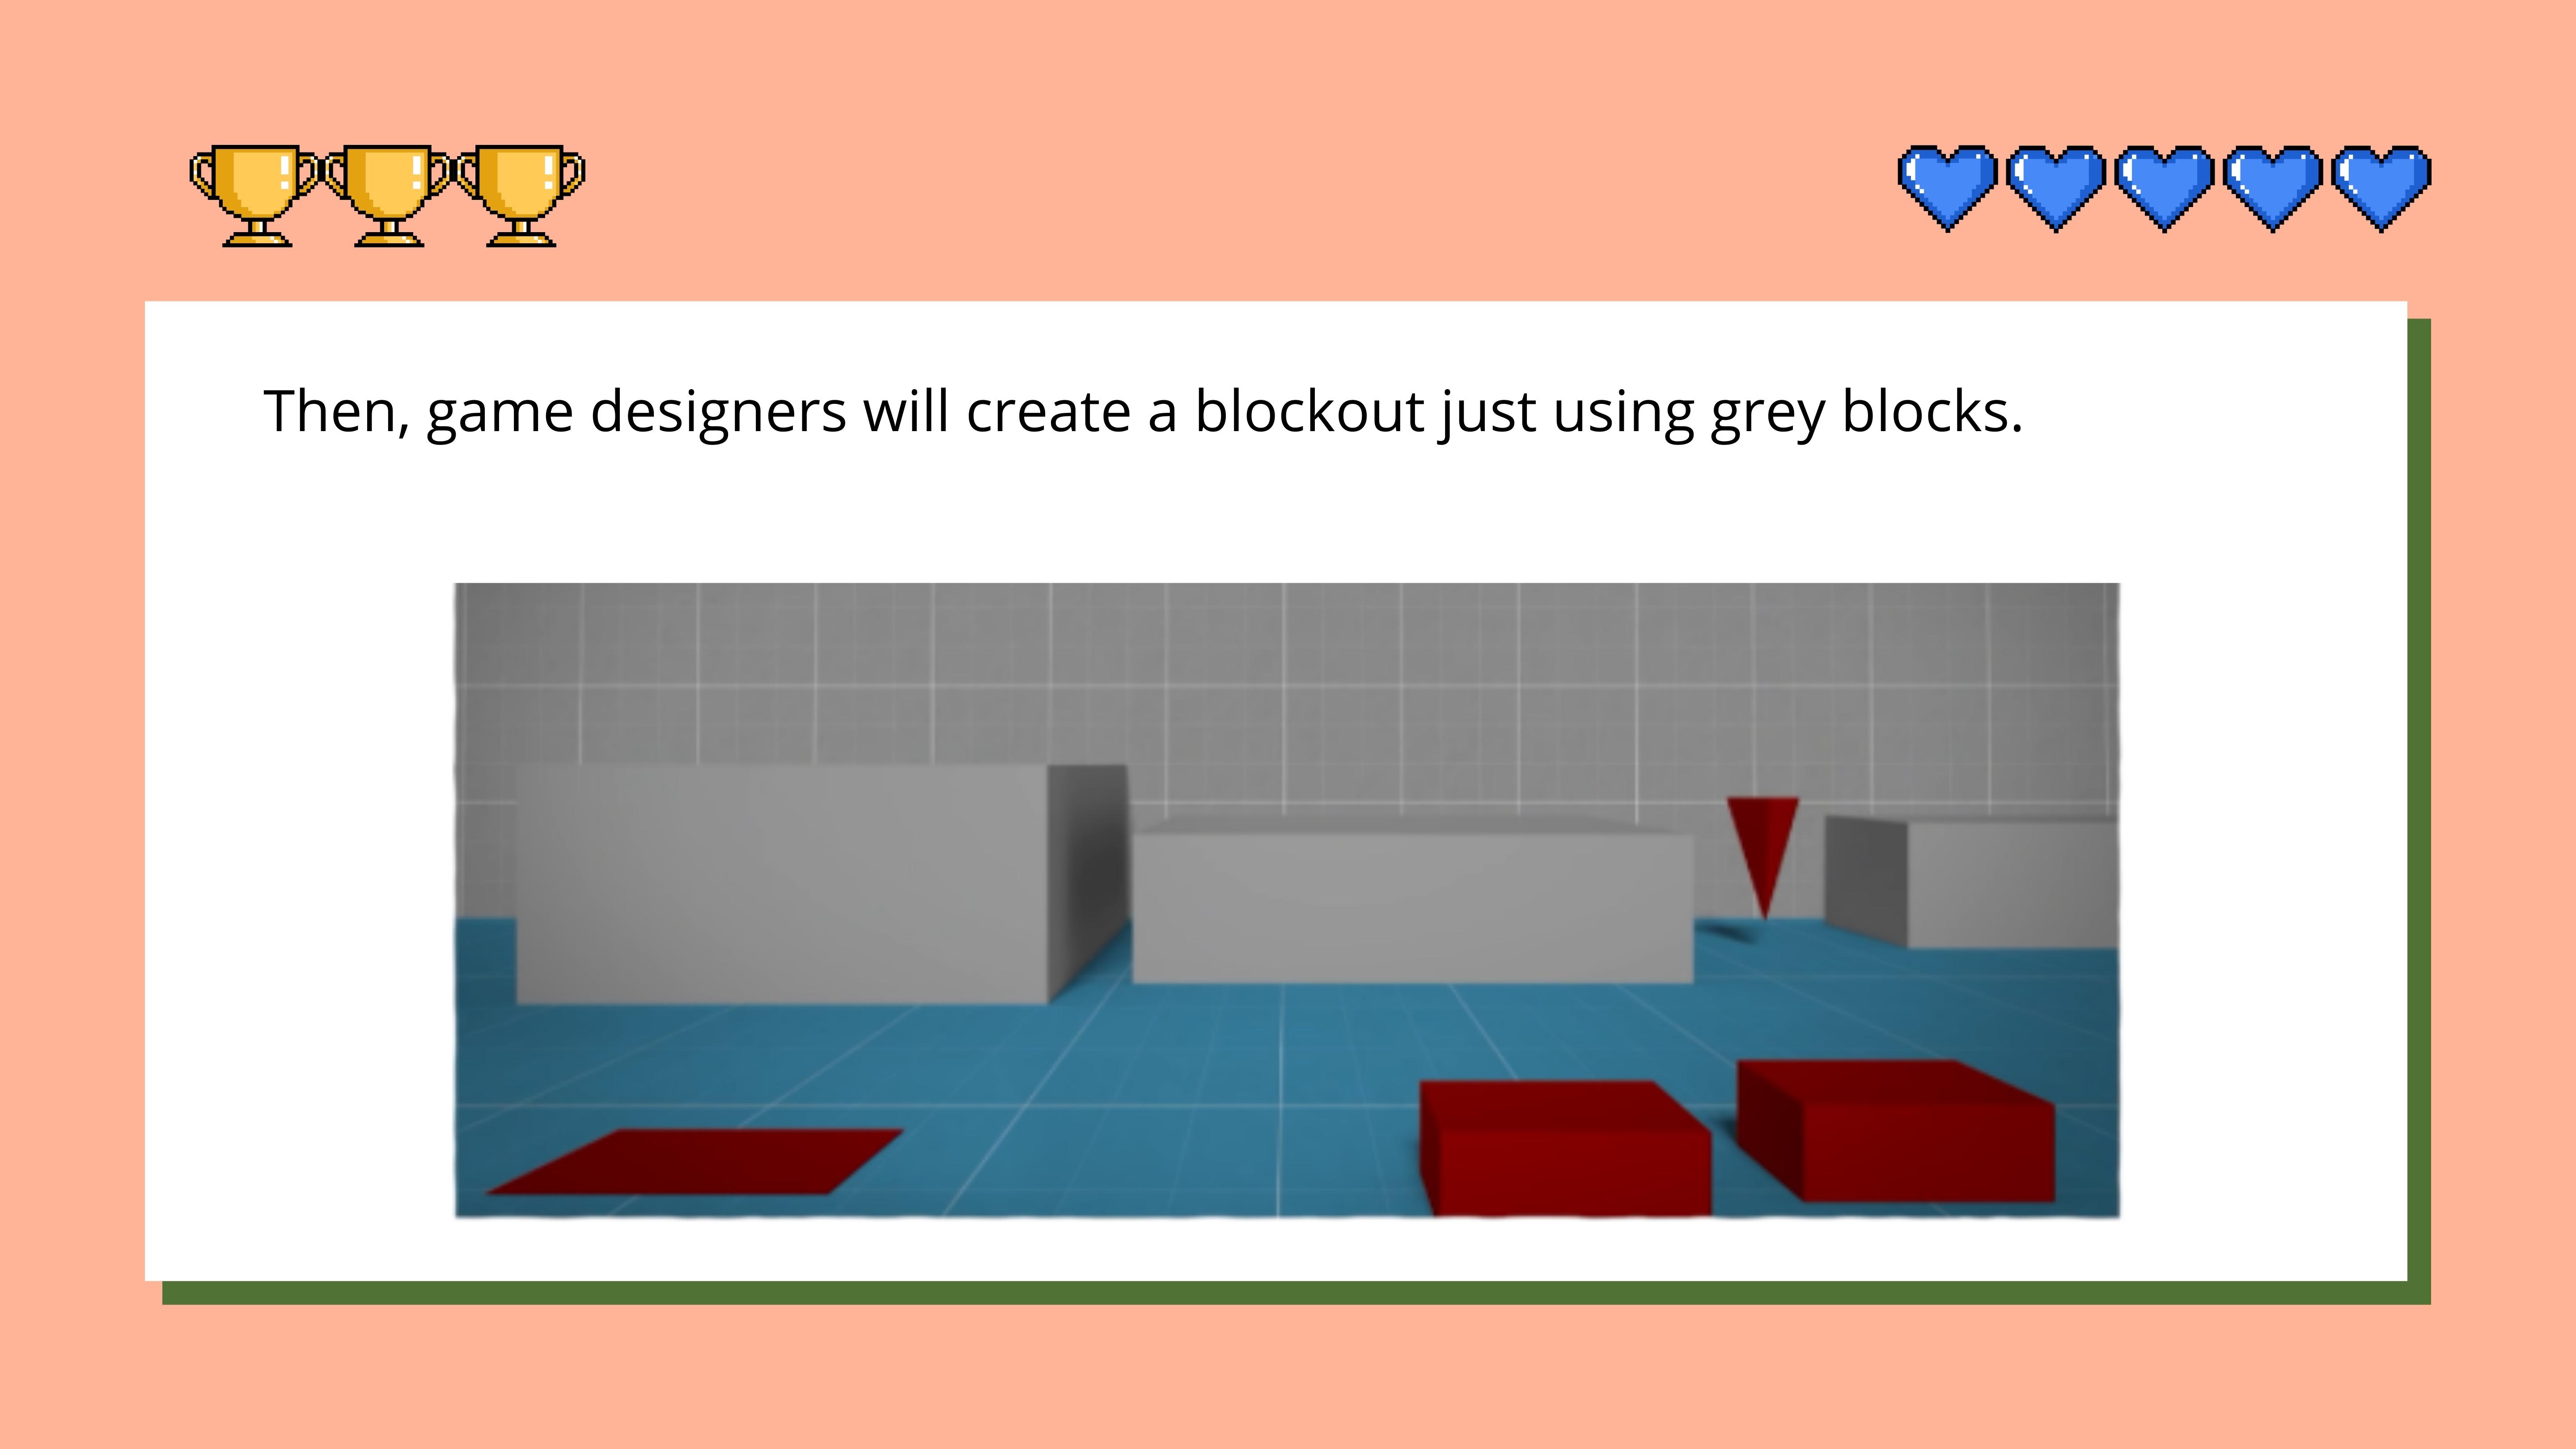 Then, game designers will create a blockout just using grey blocks.